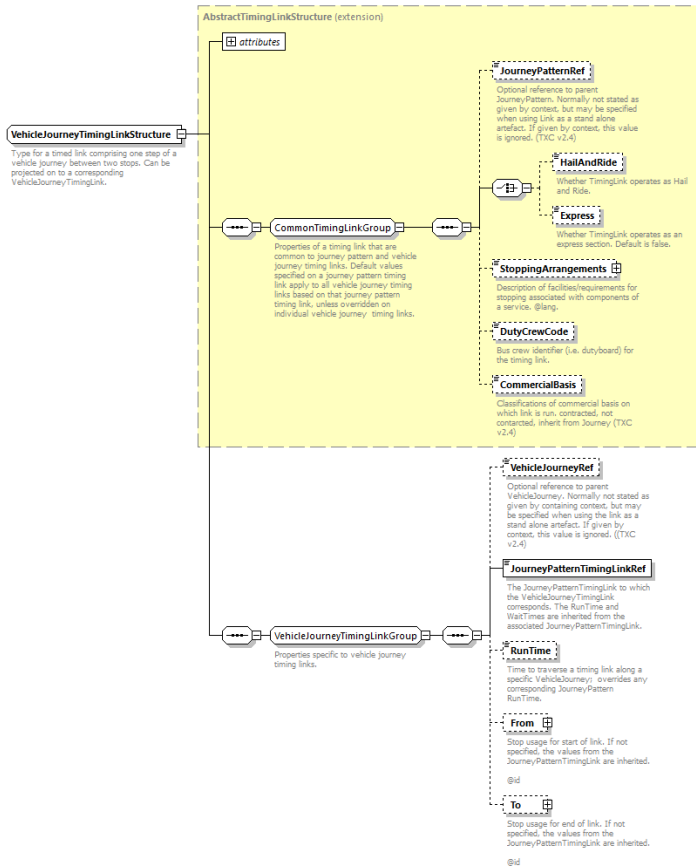 AbstractTimingLinkStructure (extension)
attributes
JourneyPatternRef
Optional reference to parent
JourneyPattern. Normally not stated as
given by context, but may be specified
when using Link as a stand alone
artefact. If given by context, this value
is ignored. (TXC v2.4)
VehicleJourneyTimingLinkStructure
Type for a timed link comprising one step of a
vehicle journey between two stops. Can be
projected on to a corresponding
VehicleJourneyTimingLink.
HailAndRide
Whether TimingLink operates as Hail
and Ride.
Express
Whether TimingLink operates as an
express section. Default is false.
CommonTimingLinkGroup
Properties of a timing link that are
common to journey pattern and vehicle
journey timing links. Default values
specified on a journey pattern timing
link apply to all vehicle journey timing
links based on that journey pattern
timing link, unless overridden on
individual vehicle journey  timing links.
StoppingArrangements
Description of facilities/requirements for
stopping associated with components of
a service. @lang.
DutyCrewCode
Bus crew identifier (i.e. dutyboard) for
the timing link.
CommercialBasis
Classifications of commercial basis on
which link is run. contracted, not
contarcted, inherit from Journey (TXC
v2.4)
VehicleJourneyRef
Optional reference to parent
VehicleJourney. Normally not stated as
given by containing context, but may
be specified when using the link as a
stand alone artefact. If given by
context, this value is ignored. ((TXC
v2.4)
JourneyPatternTimingLinkRef
The JourneyPatternTimingLink to which
the VehicleJourneyTimingLink
corresponds. The RunTime and
WaitTimes are inherited from the
associated JourneyPatternTimingLink.
VehicleJourneyTimingLinkGroup
Properties specific to vehicle journey
timing links.
RunTime
Time to traverse a timing link along a
specific VehicleJourney;  overrides any
corresponding JourneyPattern
RunTime.
From
Stop usage for start of link. If not
specified, the values from the
JourneyPatternTimingLink are inherited.
@id
To
Stop usage for end of link. If not
specified, the values from the
JourneyPatternTimingLink are inherited.
@id